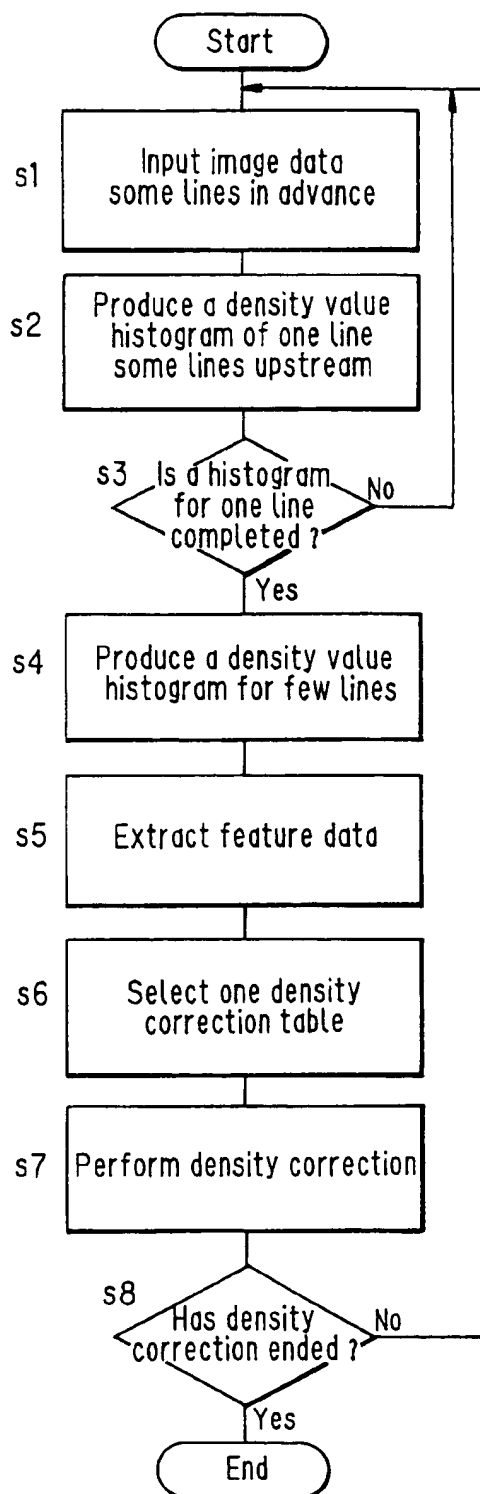 Start
s1
Input image data
some lines in advance
s2
Produce a density value
histogram of one line
some lines upstream
s3
Is a histogram
for one line
completed ?
No
Yes
s4
Produce a density value
histogram for few lines
s5
Extract feature data
s6
Select one density
correction table
s7
Perform density correction
s8
Has density
correction ended ?
No
Yes
End